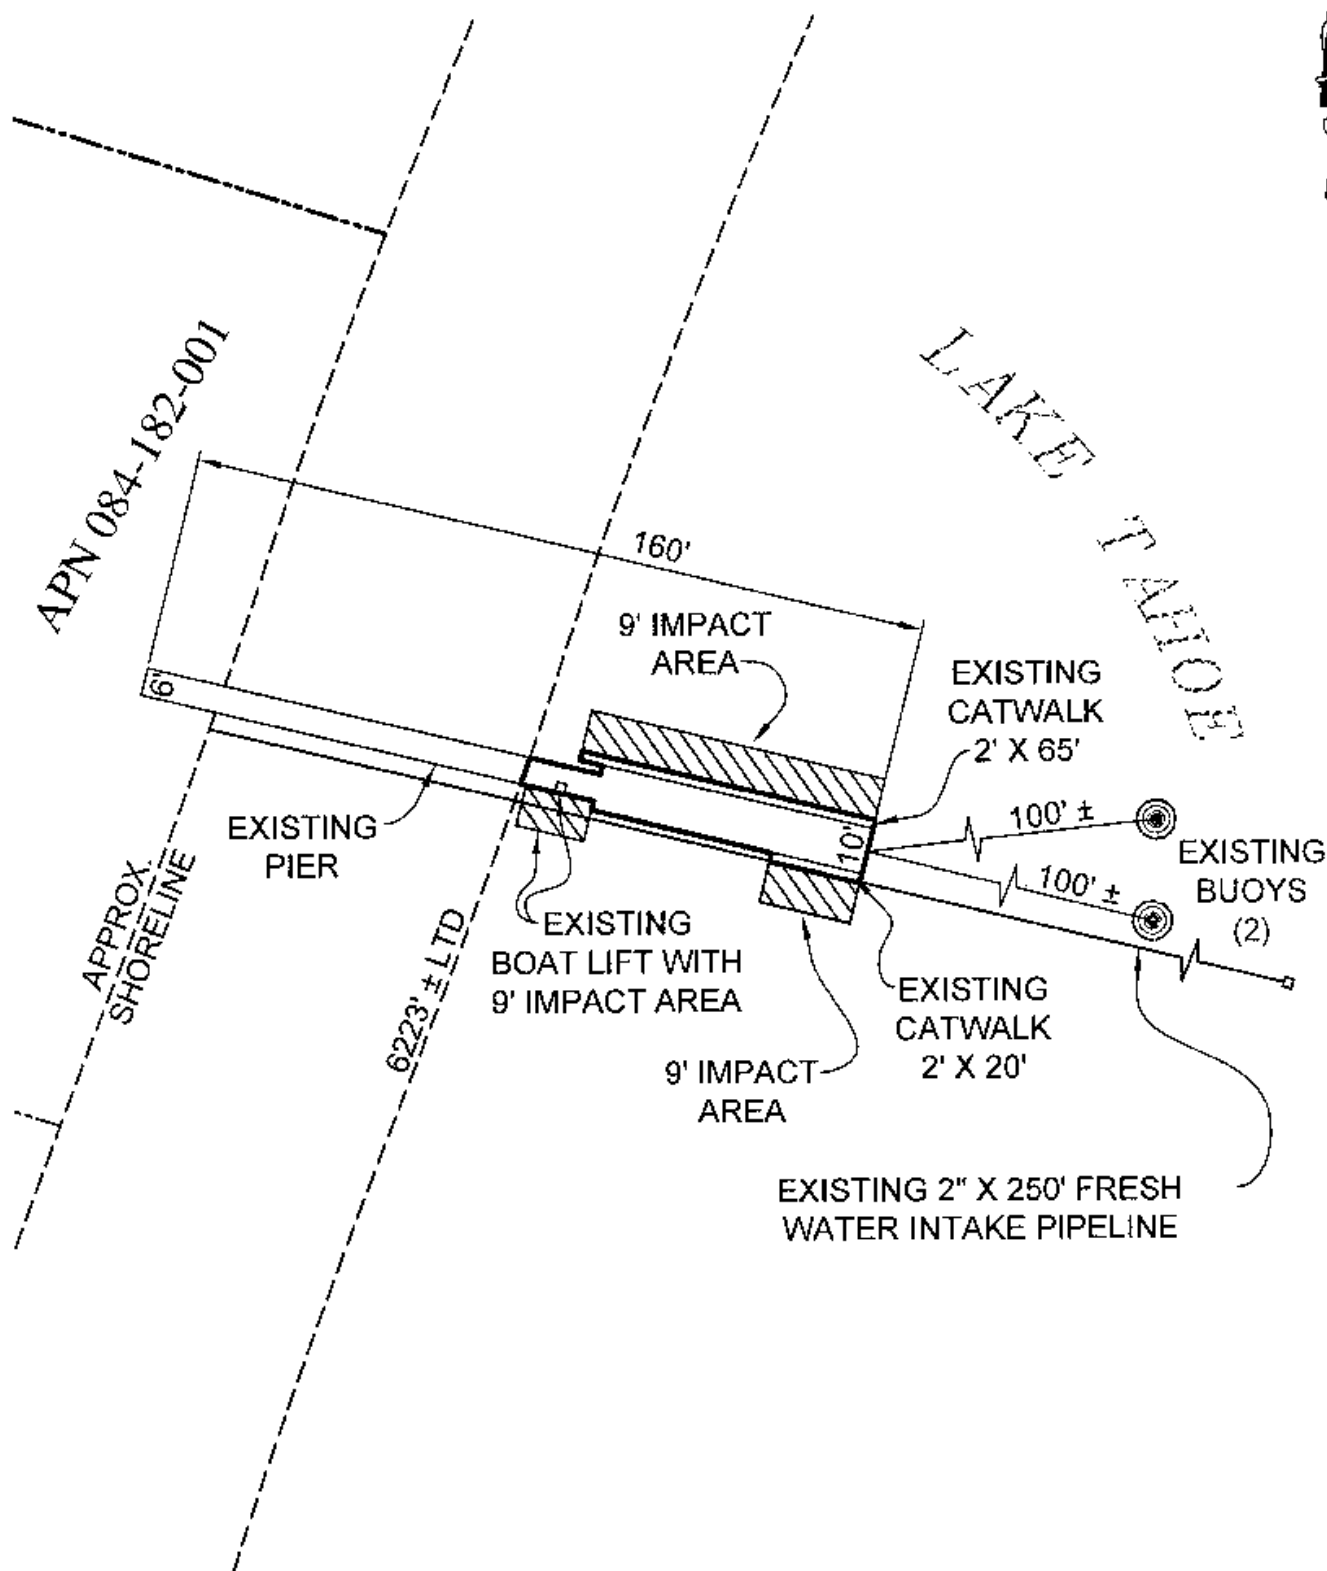 LAKE TAHOE
APN 084-182-001
160'
9' IMPACT
AREA
EXISTING
CATWALK
2' X 65'
6'
10'
100' ±
100' ±
EXISTING
BUOYS
(2)
EXISTING
PIER
APPROX.
SHORELINE
6223' ± LTD
EXISTING
BOAT LIFT WITH
9' IMPACT AREA
EXISTING
CATWALK
2' X 20'
9' IMPACT
AREA
EXISTING 2" X 250' FRESH
WATER INTAKE PIPELINE